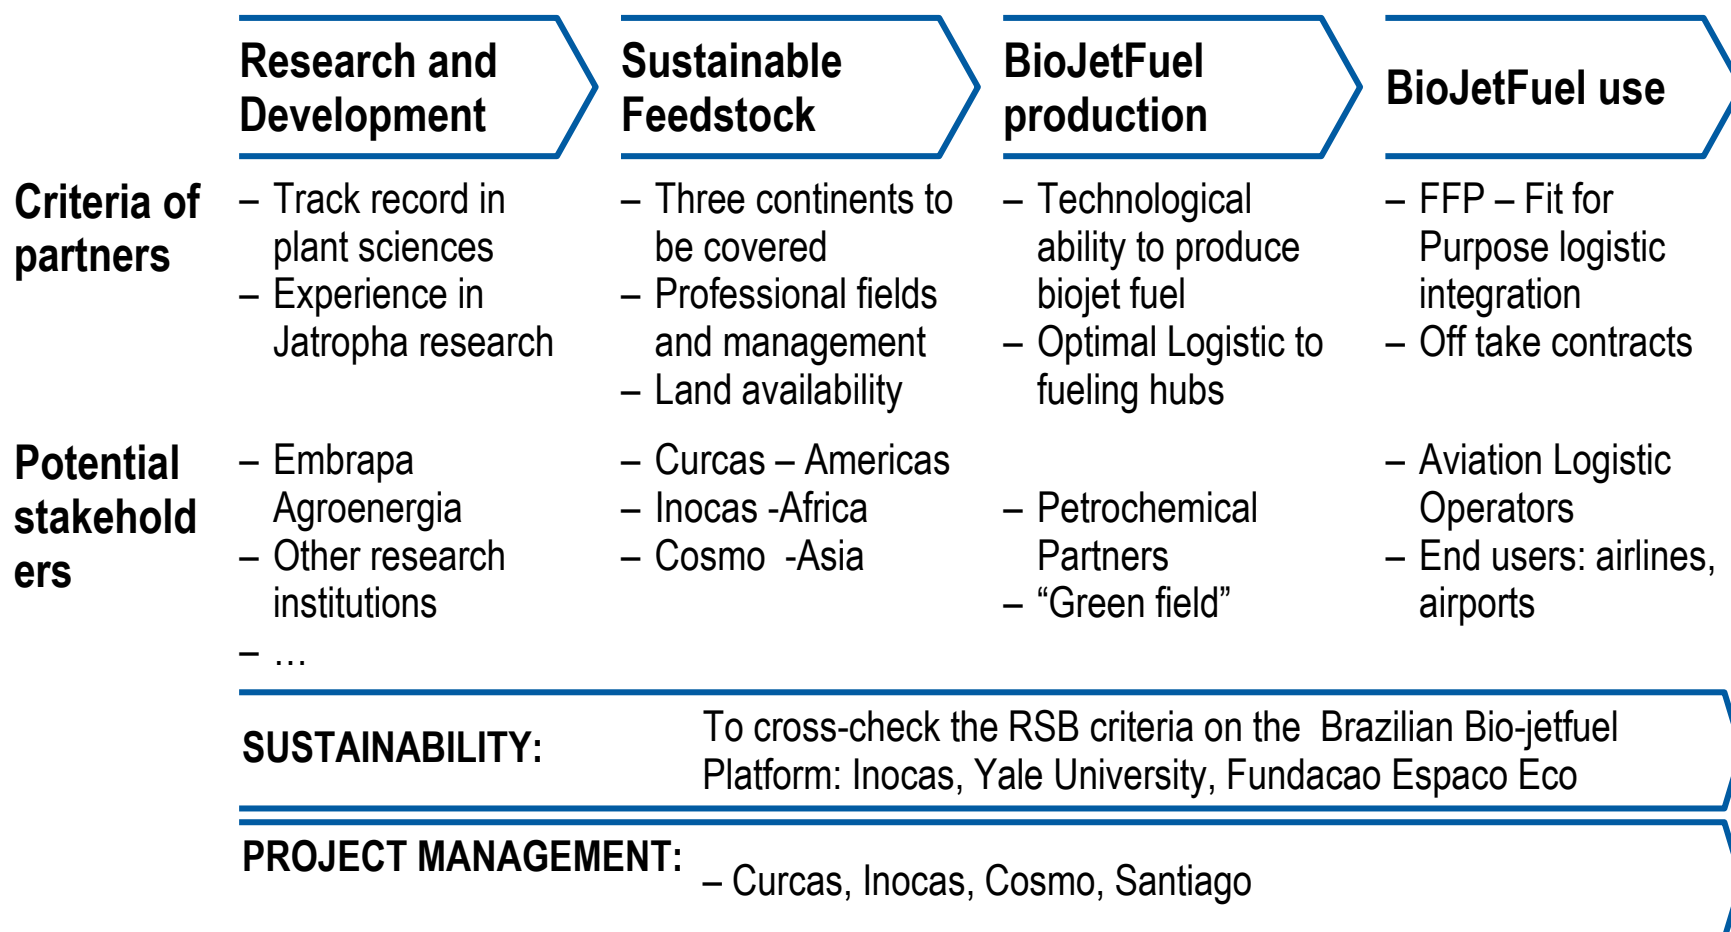 Research and
Development
Sustainable
Feedstock
BioJetFuel
production
BioJetFuel use
Criteria of
partners
– Track record in
plant sciences
– Experience in
Jatropha research
– Three continents to
be covered
– Professional fields
and management
– Land availability
– Technological
ability to produce
biojet fuel
– Optimal Logistic to
fueling hubs
– FFP – Fit for
Purpose logistic
integration
– Off take contracts
Potential
stakehold
ers
– Embrapa
Agroenergia
– Other research
institutions
– …
– Curcas – Americas
– Inocas -Africa
– Cosmo  -Asia
– Petrochemical
Partners
– “Green field”
– Aviation Logistic
Operators
– End users: airlines,
airports
SUSTAINABILITY:
To cross-check the RSB criteria on the  Brazilian Bio-jetfuel
Platform: Inocas, Yale University, Fundacao Espaco Eco
PROJECT MANAGEMENT:
– Curcas, Inocas, Cosmo, Santiago